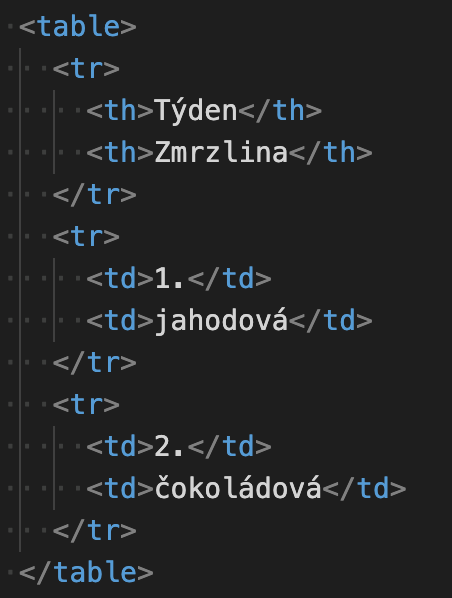 <table>
<tr>
<th>Týden</th>
<th>Zmrzlina</th>
</tr>
<tr>
<td>1.</td>
<td>jahodová</td>
</tr>
<tr>
<td>2.</td>
<td>čokoládová</td>
</tr>
</table>